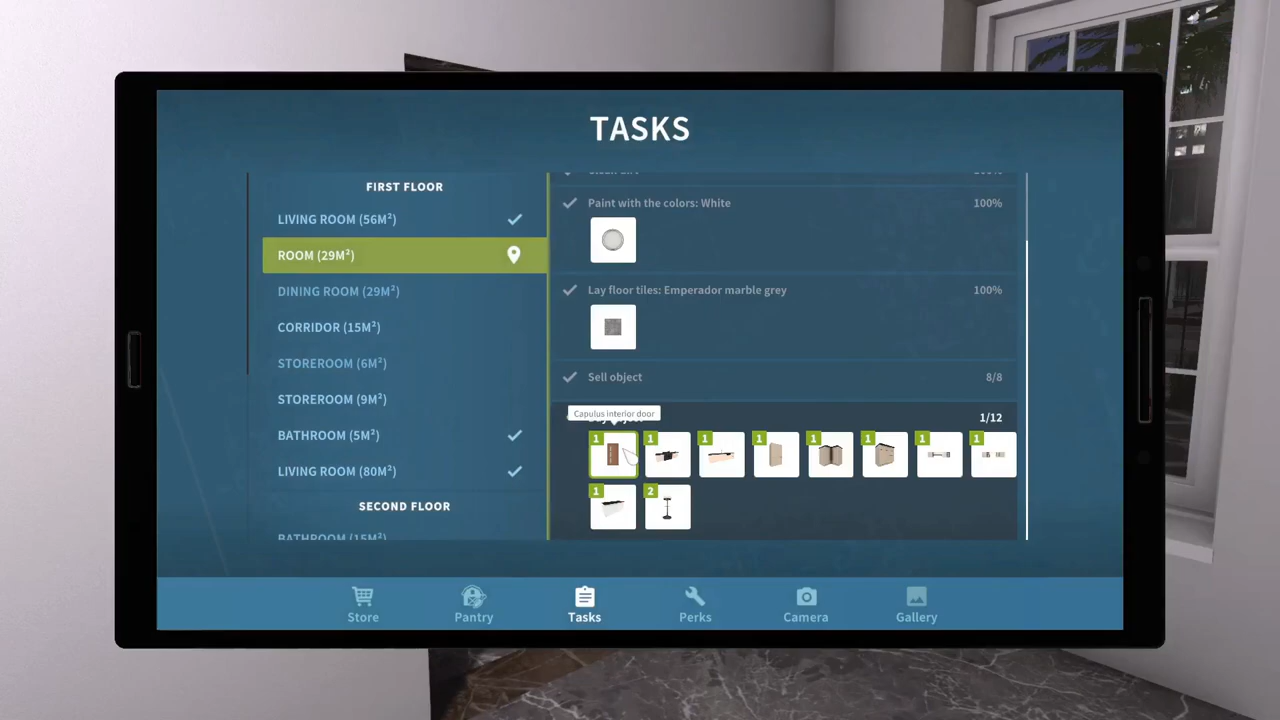 TASKS
FIRST FLOOR
LIVING ROOM (56M²)
ROOM (29M²)
DINING ROOM (29M²)
CORRIDOR (15M²)
STOREROOM (6M²)
STOREROOM (9M²)
BATHROOM (5M²)
LIVING ROOM (80M²)
SECOND FLOOR
BATHROOM (15M²)
Paint with the colors: White 100%
Lay floor tiles: Emperador marble grey 100%
Sell object 8/8
Capulus interior door
1/12
1 1 1 1 1 1 1 1
1 2
Store Pantry Tasks Perks Camera Gallery